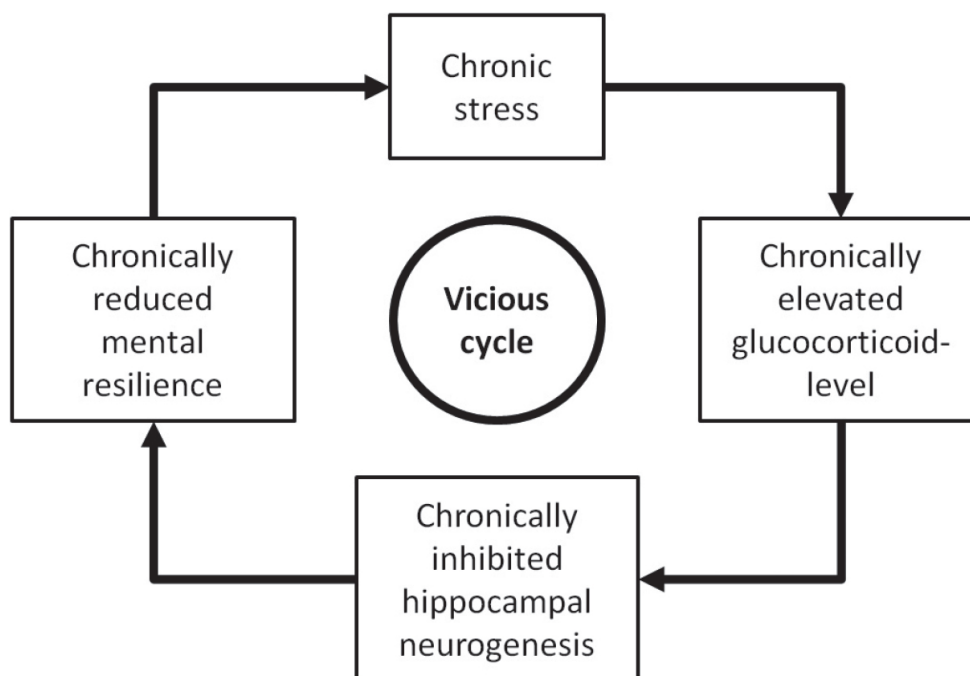 Chronic
stress
Chronically
elevated
glucocorticoid-
level
Chronically
inhibited
hippocampal
neurogenesis
Chronically
reduced
mental
resilience
Vicious
cycle